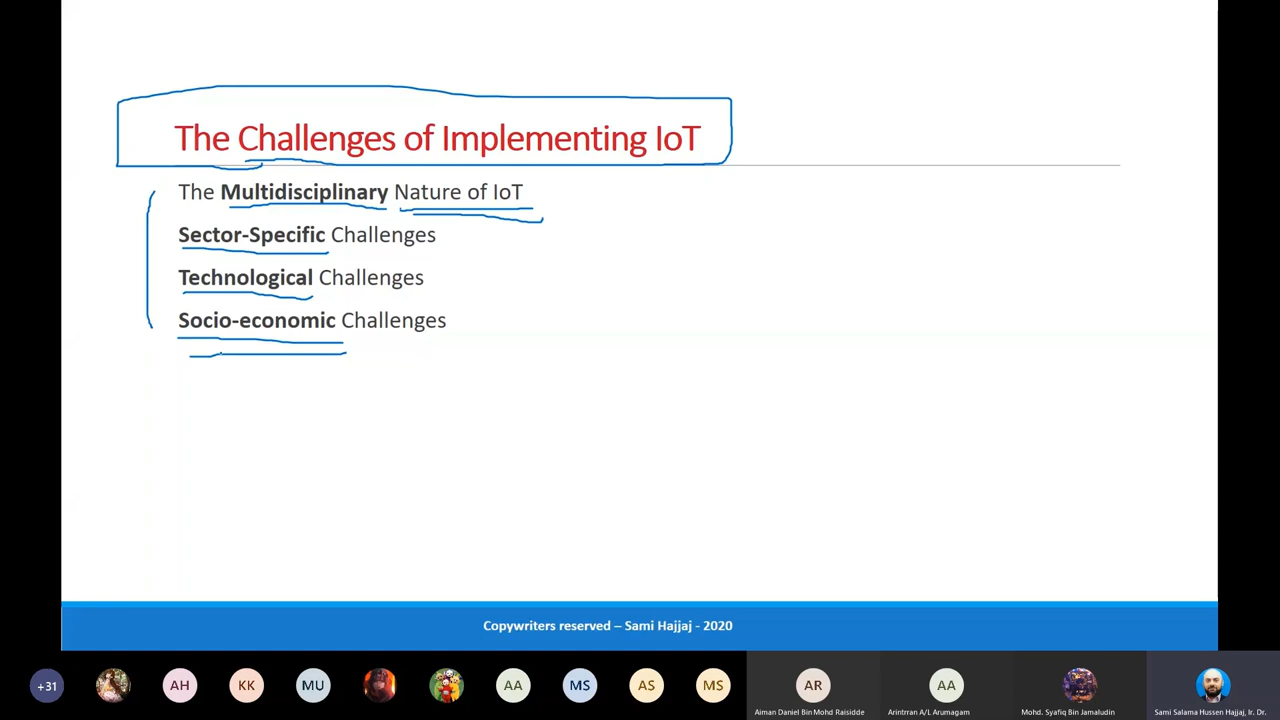 The Challenges of Implementing IoT
The Multidisciplinary Nature of IoT
Sector-Specific Challenges
Technological Challenges
Socio-economic Challenges
Copywriters reserved – Sami Hajjaj - 2020
+31 AH KK MU AA MS AS MS AR AA
Aiman Daniel Bin Mohd Raisidde Arintrran A/L Arumagam Mohd. Syafiq Bin Jamaludin Sami Salama Hussen Hajjaj, Ir. Dr.